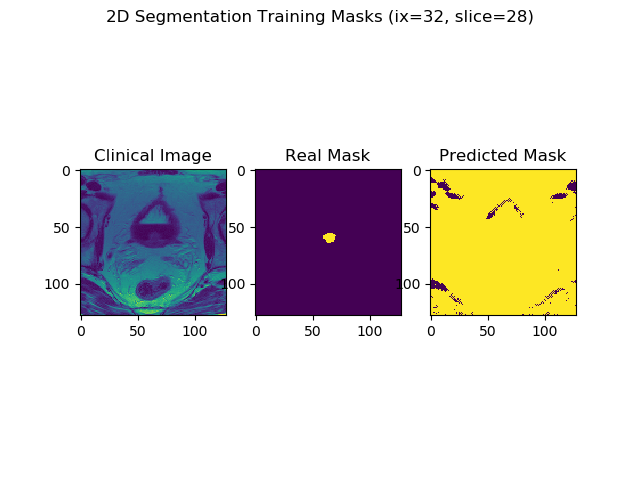 2D Segmentation Training Masks (ix=32, slice=28)
Clinical Image Real Mask Predicted Mask
0 0 0
50 50 50
100 100 100
0 100 0 50 100 0 50 100